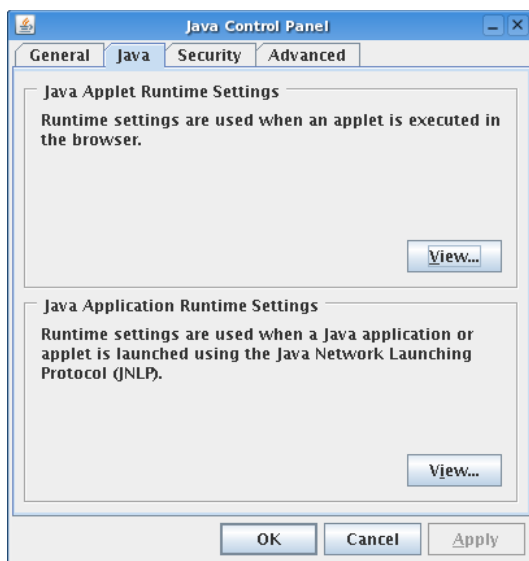 Java Control Panel
General
Java
Security
Advanced
Java Applet Runtime Settings
Runtime settings are used when an applet is executed in
the browser.
View...
Java Application Runtime Settings
Runtime settings are used when a Java application or
applet is launched using the Java Network Launching
Protocol (JNLP).
View...
OK
Cancel
Apply